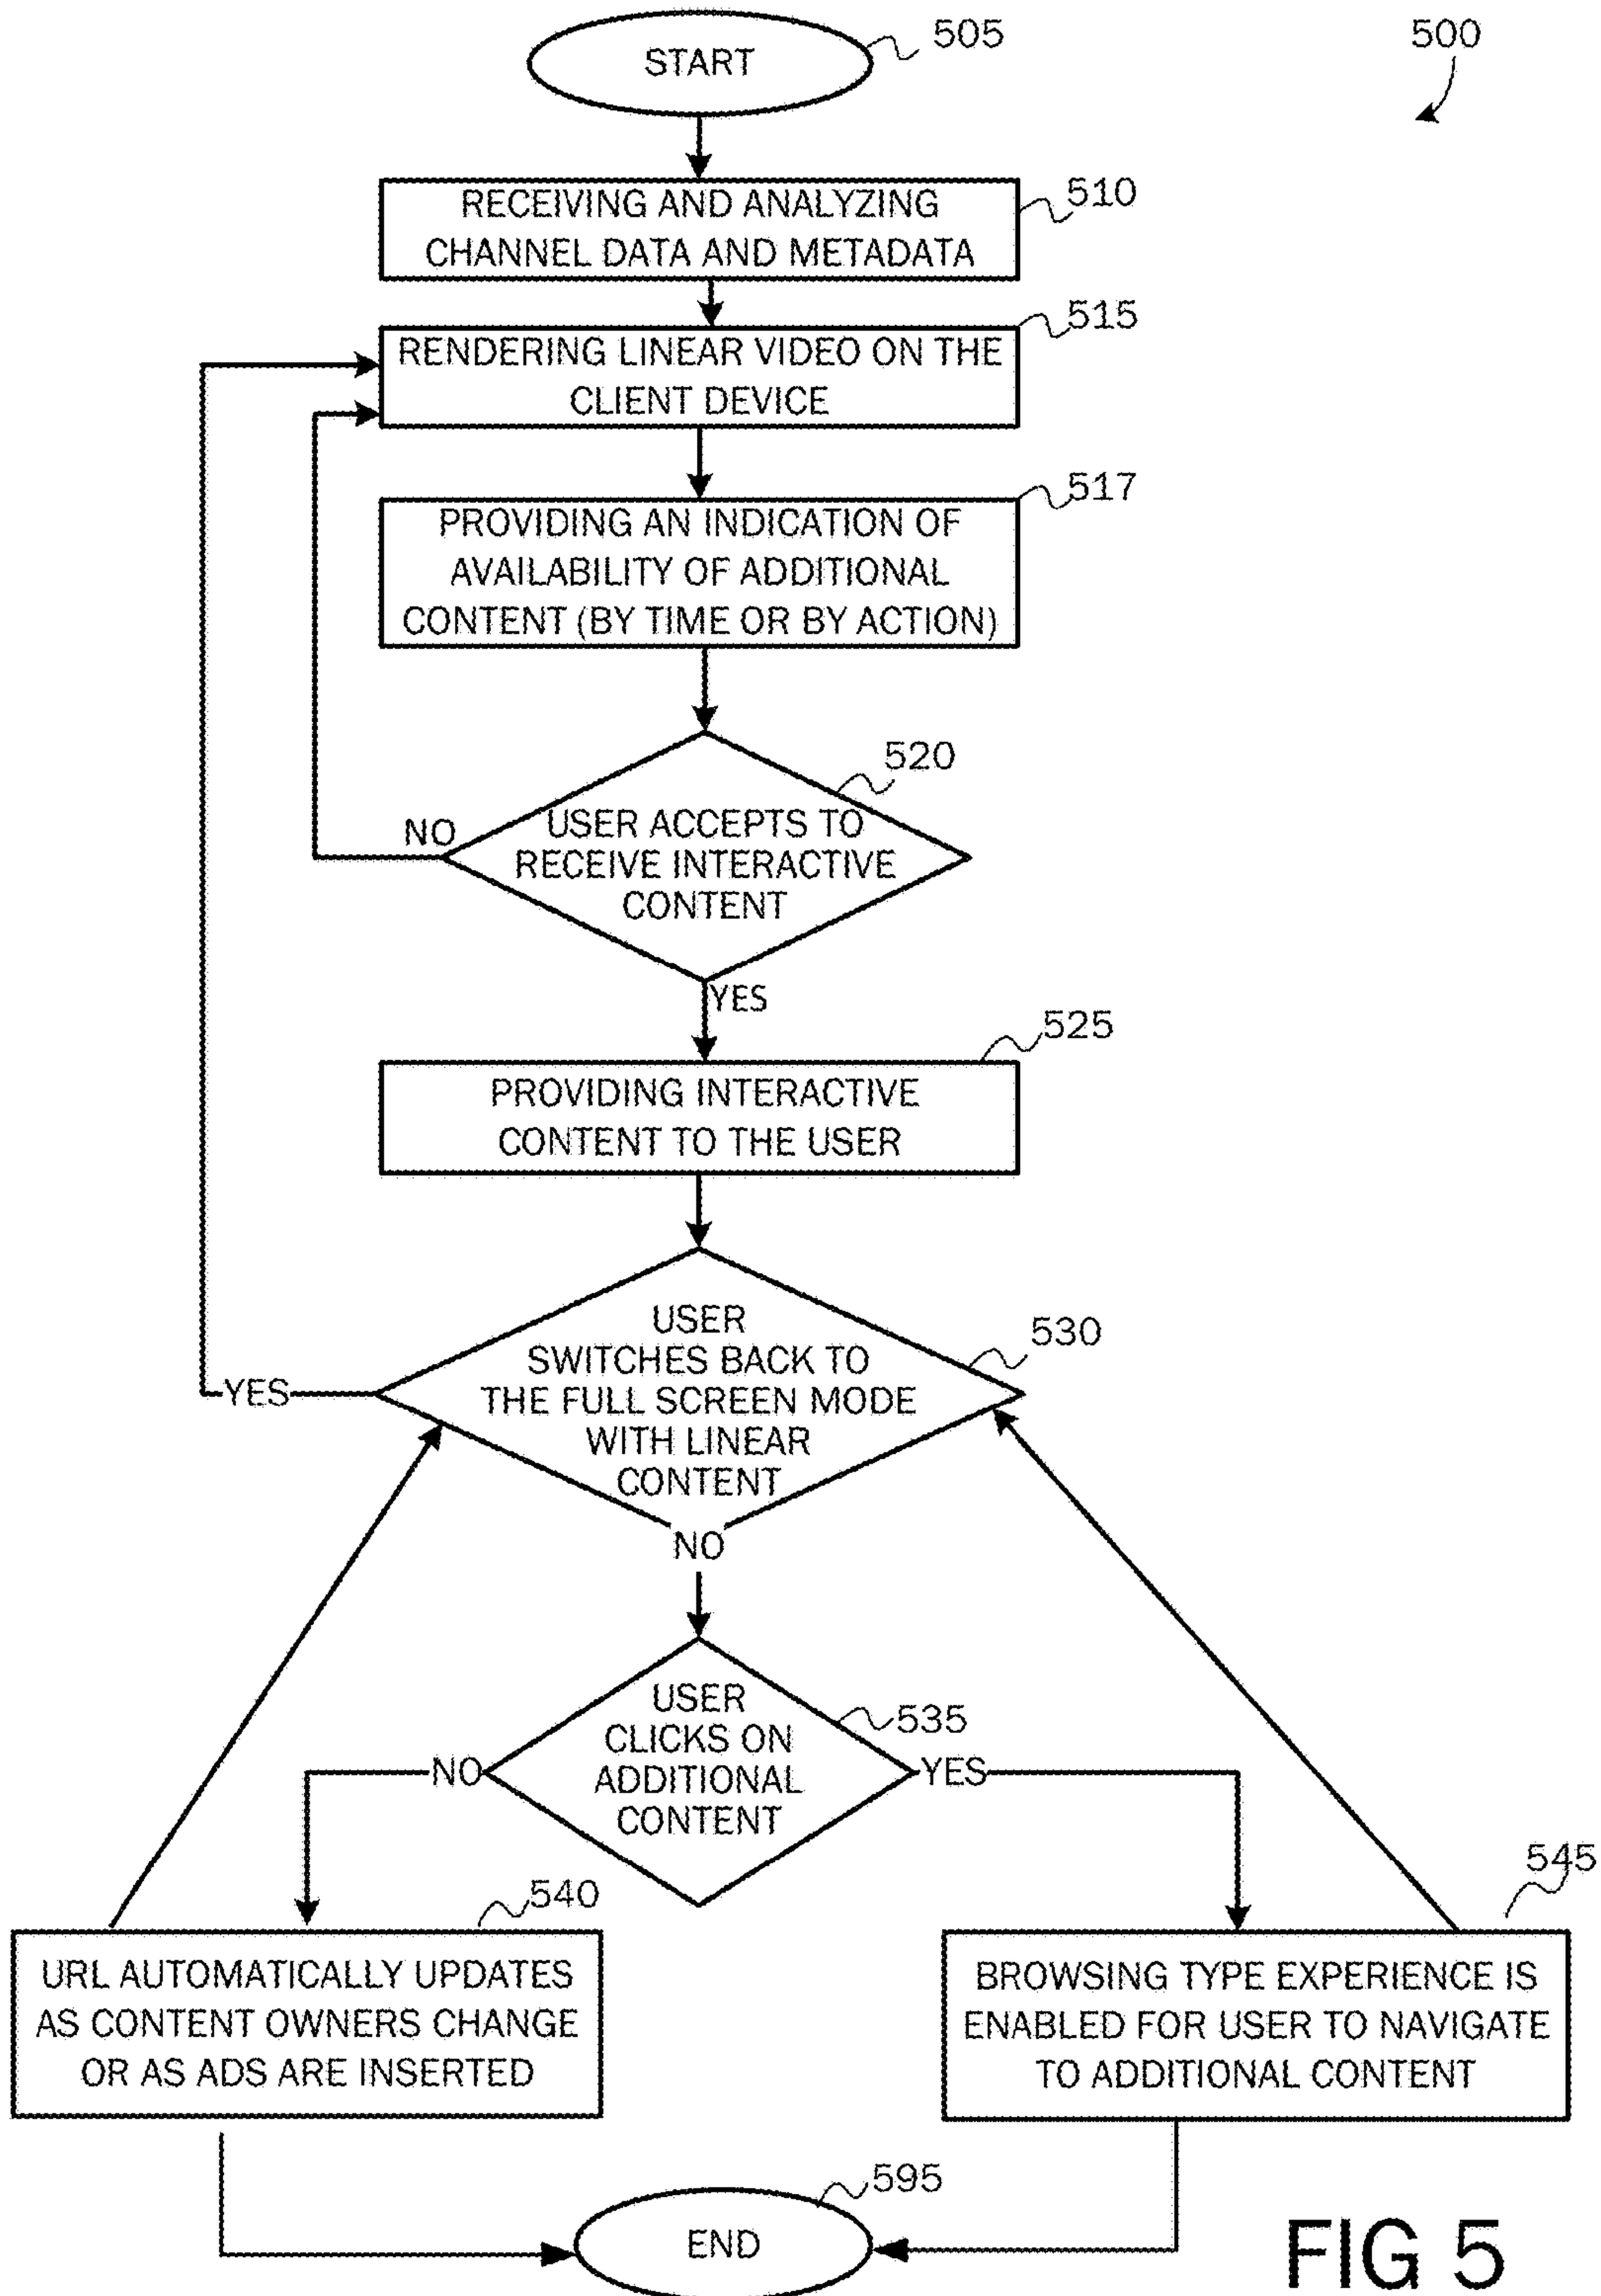 START
505
500
RECEIVING AND ANALYZING
CHANNEL DATA AND METADATA
510
RENDERING LINEAR VIDEO ON THE
CLIENT DEVICE
515
PROVIDING AN INDICATION OF
AVAILABILITY OF ADDITIONAL
CONTENT (BY TIME OR BY ACTION)
517
USER ACCEPTS TO
RECEIVE INTERACTIVE
CONTENT
520
NO
YES
PROVIDING INTERACTIVE
CONTENT TO THE USER
525
USER
SWITCHES BACK TO
THE FULL SCREEN MODE
WITH LINEAR
CONTENT
530
YES
NO
USER
CLICKS ON
ADDITIONAL
CONTENT
535
NO
YES
URL AUTOMATICALLY UPDATES
AS CONTENT OWNERS CHANGE
OR AS ADS ARE INSERTED
540
BROWSING TYPE EXPERIENCE IS
ENABLED FOR USER TO NAVIGATE
TO ADDITIONAL CONTENT
545
END
595
FIG 5